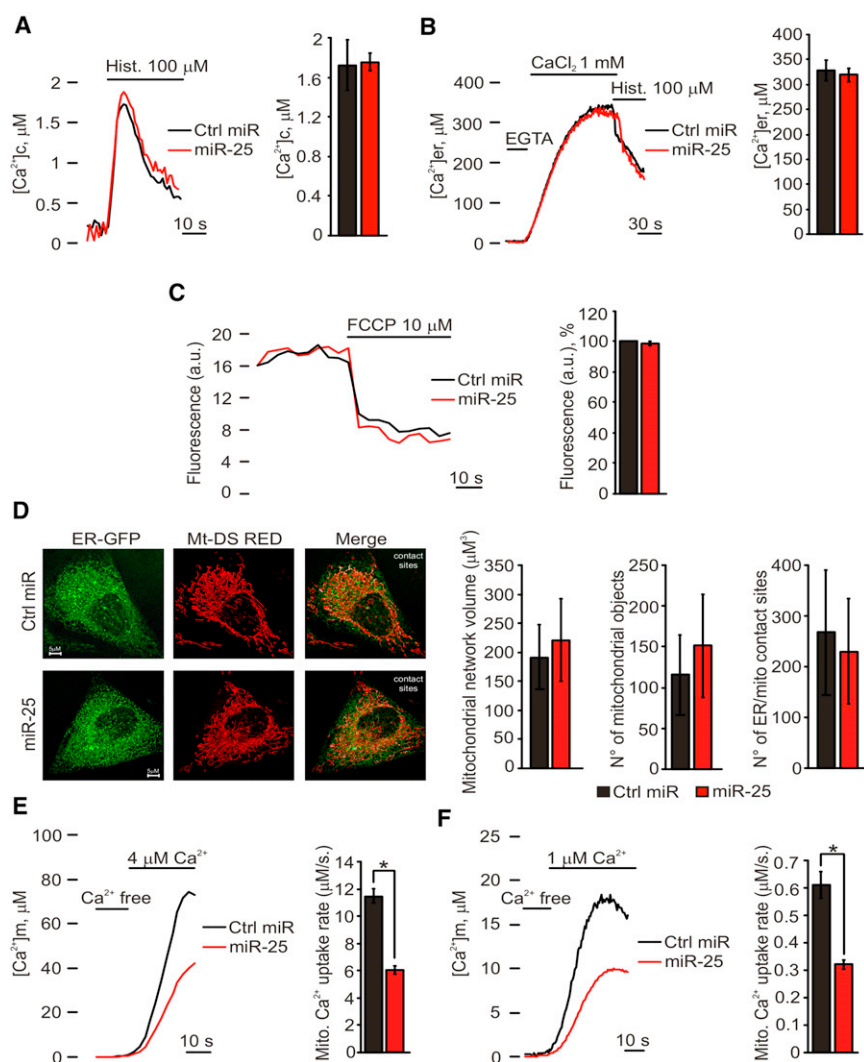 A
Hist. 100 μM
[Ca²⁺]c, μM
2
1.5
1
0.5
0
Ctrl miR
miR-25
10 s
[Ca²⁺]c, μM
2
1.6
1.2
0.8
0.4
0
B
CaCl₂ 1 mM
Hist. 100 μM
EGTA
[Ca²⁺]er, μM
400
300
200
100
0
Ctrl miR
miR-25
30 s
[Ca²⁺]er, μM
400
350
300
250
200
150
100
50
0
C
FCCP 10 μM
Fluorescence (a.u.)
20
16
12
8
4
0
Ctrl miR
miR-25
10 s
Fluorescence (a.u.), %
120
100
80
60
40
20
0
D
ER-GFP
Mt-DS RED
Merge
Ctrl miR
5μM
contact
sites
miR-25
5μM
contact
sites
Mitochondrial network volume (μM³)
350
300
250
200
150
100
50
0
N° of mitochondrial objects
250
200
150
100
50
0
N° of ER/mito contact sites
400
300
200
100
0
Ctrl miR
miR-25
E
4 μM Ca²⁺
Ca²⁺ free
[Ca²⁺]m, μM
100
80
60
40
20
0
Ctrl miR
miR-25
10 s
Mito. Ca²⁺ uptake rate (μM/s.)
14
12
11
9
8
6
5
3
2
0
*
F
1 μM Ca²⁺
Ca²⁺ free
[Ca²⁺]m, μM
25
20
15
10
5
0
Ctrl miR
miR-25
10 s
Mito. Ca²⁺ uptake rate (μM/s.)
0.7
0.6
0.5
0.4
0.3
0.2
0.1
0
*